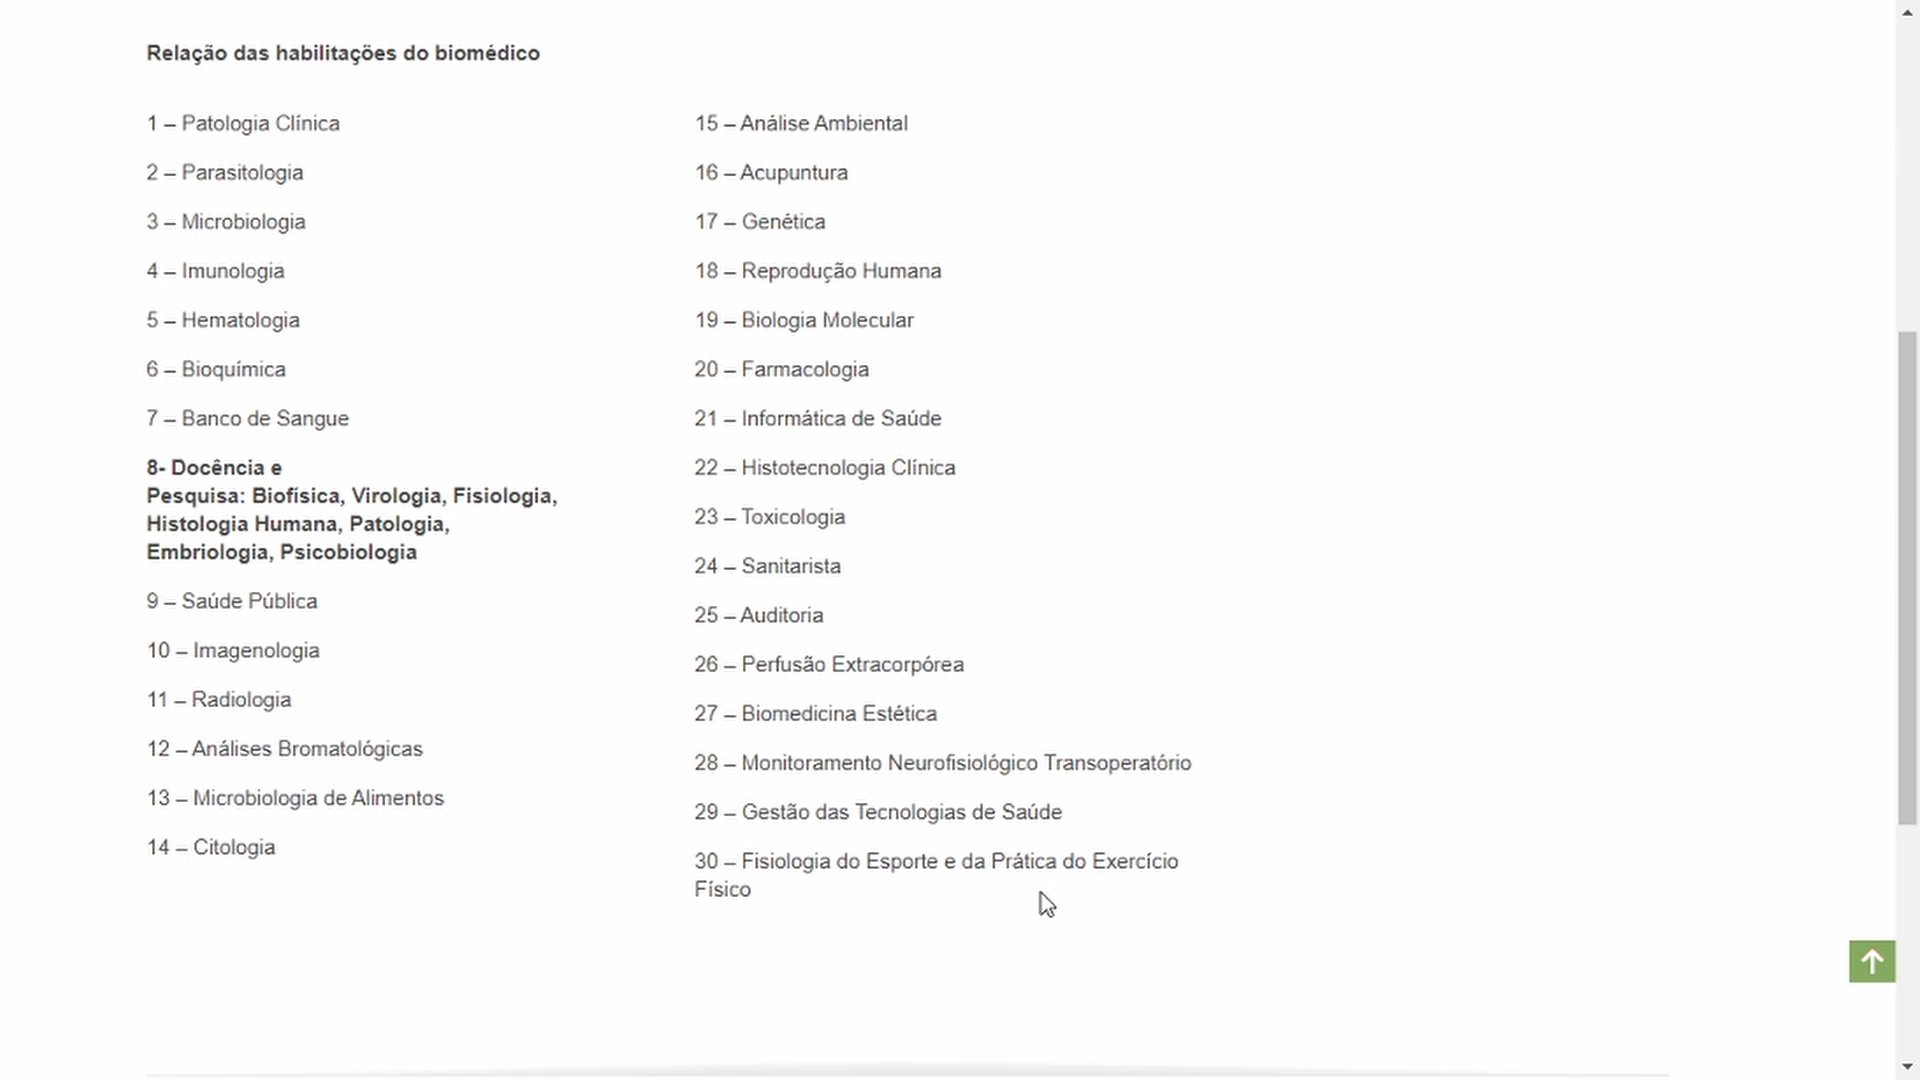 Relação das habilitações do biomédico
1 – Patologia Clínica
2 – Parasitologia
3 – Microbiologia
4 – Imunologia
5 – Hematologia
6 – Bioquímica
7 – Banco de Sangue
8- Docência e
Pesquisa: Biofísica, Virologia, Fisiologia,
Histologia Humana, Patologia,
Embriologia, Psicobiologia
9 – Saúde Pública
10 – Imagenologia
11 – Radiologia
12 – Análises Bromatológicas
13 – Microbiologia de Alimentos
14 – Citologia
15 – Análise Ambiental
16 – Acupuntura
17 – Genética
18 – Reprodução Humana
19 – Biologia Molecular
20 – Farmacologia
21 – Informática de Saúde
22 – Histotecnologia Clínica
23 – Toxicologia
24 – Sanitarista
25 – Auditoria
26 – Perfusão Extracorpórea
27 – Biomedicina Estética
28 – Monitoramento Neurofisiológico Transoperatório
29 – Gestão das Tecnologias de Saúde
30 – Fisiologia do Esporte e da Prática do Exercício
Físico